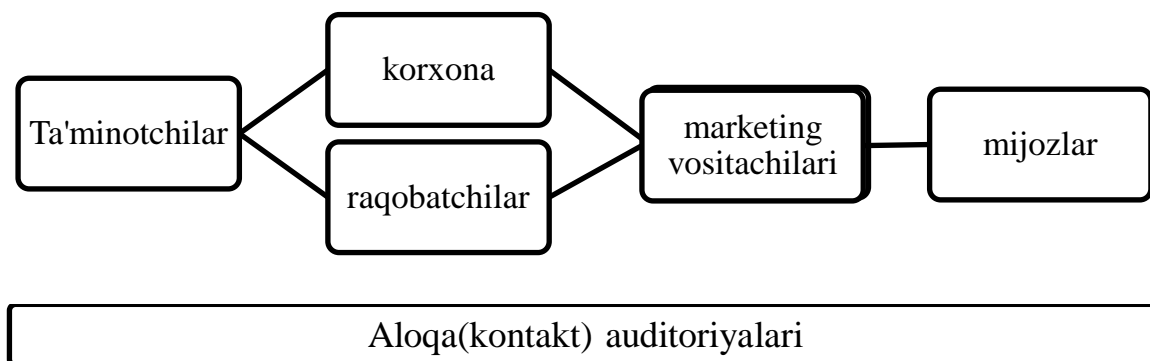 Ta'minotchilar
korxona
raqobatchilar
marketing
vositachilari
mijozlar
Aloqa(kontakt) auditoriyalari